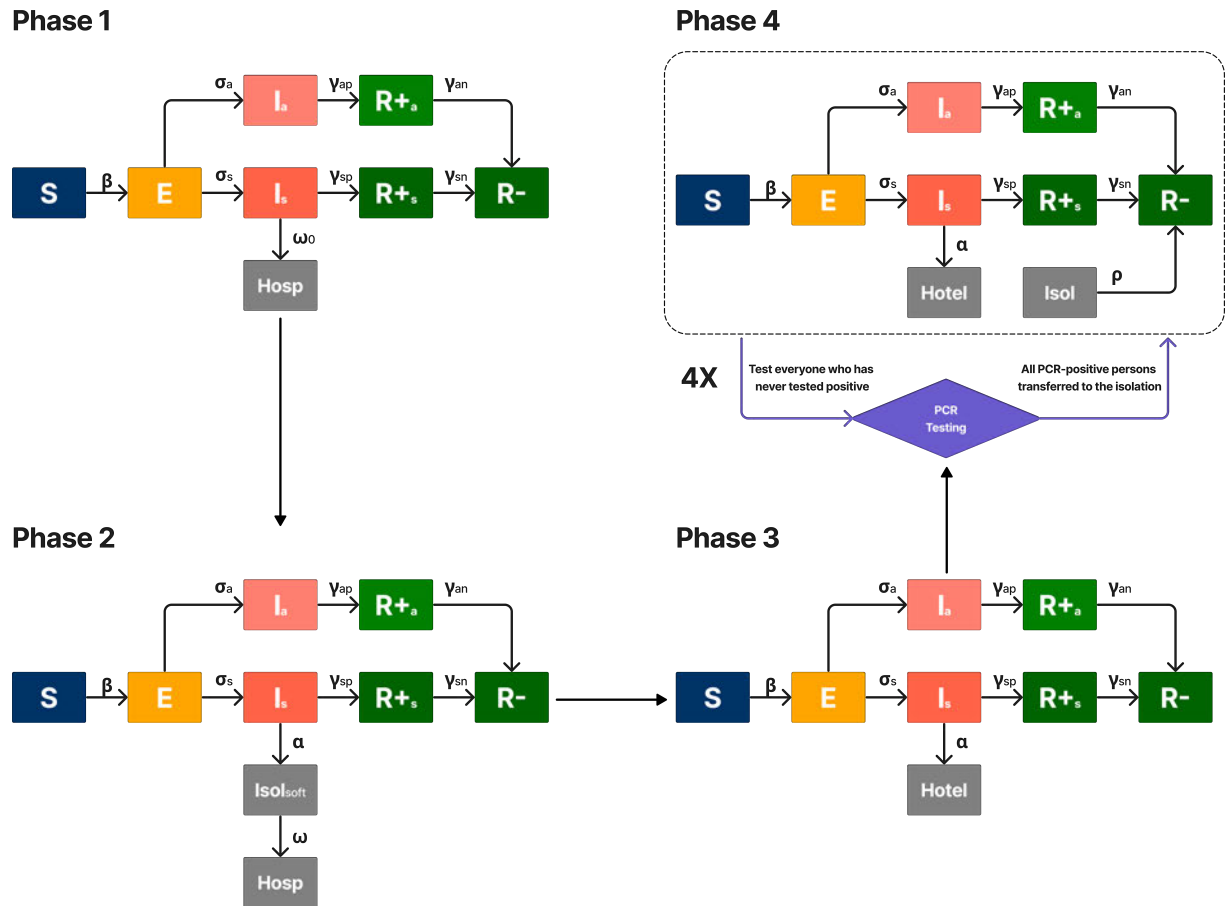 Phase 1
σa
Ia
γap
R+a
γan
S
β
E
σs
Is
γsp
R+s
γsn
R-
ω0
Hosp
Phase 4
σa
Ia
γap
R+a
γan
S
β
E
σs
Is
γsp
R+s
γsn
R-
α
Hotel
Isol
ρ
4X
Test everyone who has
never tested positive
All PCR-positive persons
transferred to the isolation
PCR
Testing
Phase 2
σa
Ia
γap
R+a
γan
S
β
E
σs
Is
γsp
R+s
γsn
R-
α
Isolsoft
ω
Hosp
Phase 3
σa
Ia
γap
R+a
γan
S
β
E
σs
Is
γsp
R+s
γsn
R-
α
Hotel